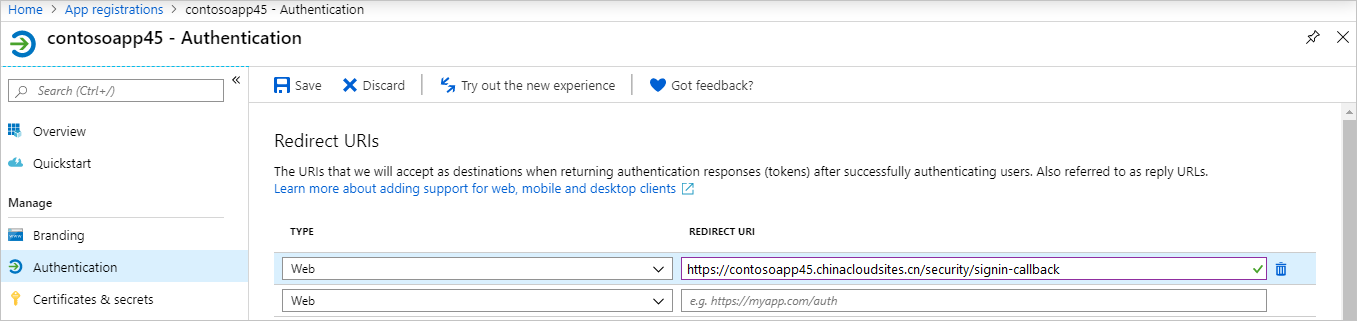 Home > App registrations > contosoapp45 - Authentication
contosoapp45 - Authentication
Search (Ctrl+/)
«
Save
Discard
Try out the new experience
Got feedback?
Overview
Quickstart
Manage
Branding
Authentication
Certificates & secrets
Redirect URIs
The URIs that we will accept as destinations when returning authentication responses (tokens) after successfully authenticating users. Also referred to as reply URLs.
Learn more about adding support for web, mobile and desktop clients
TYPE
REDIRECT URI
Web
https://contosoapp45.chinacloudsites.cn/security/signin-callback
Web
e.g. https://myapp.com/auth